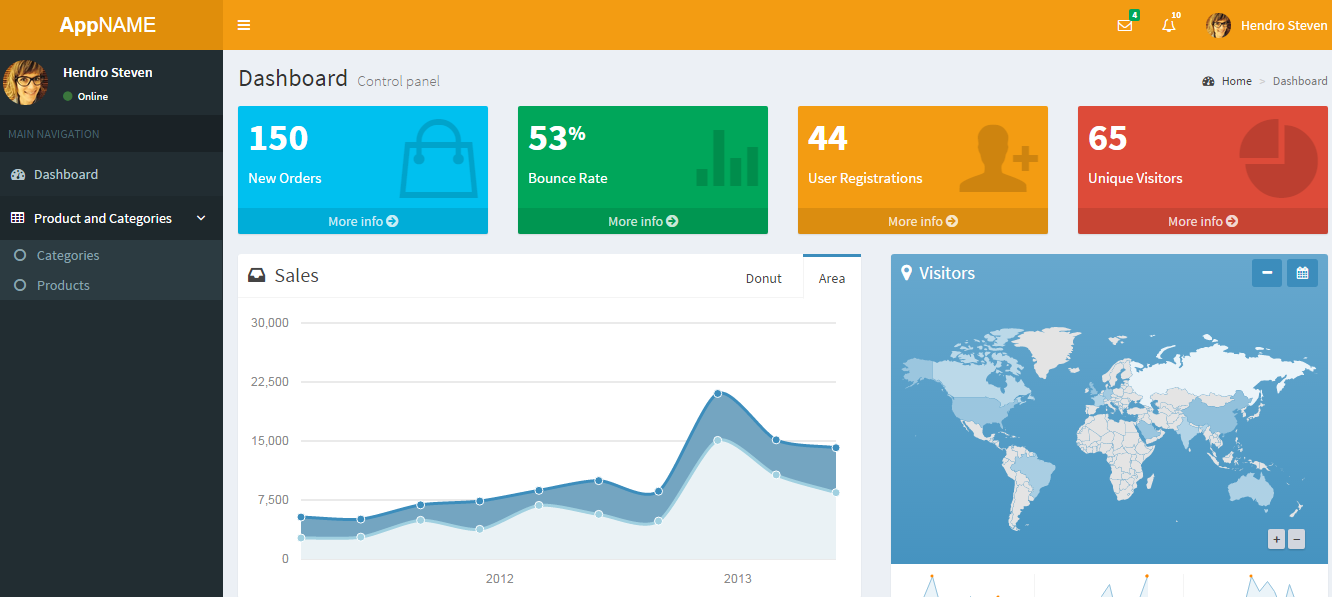 AppNAME
4
10
Hendro Steven
Hendro Steven
Online
MAIN NAVIGATION
Dashboard
Product and Categories
Categories
Products
Dashboard Control panel
Home > Dashboard
150
New Orders
More info
53%
Bounce Rate
More info
44
User Registrations
More info
65
Unique Visitors
More info
Sales
Donut
Area
30,000
22,500
15,000
7,500
0
2012
2013
Visitors
+
−